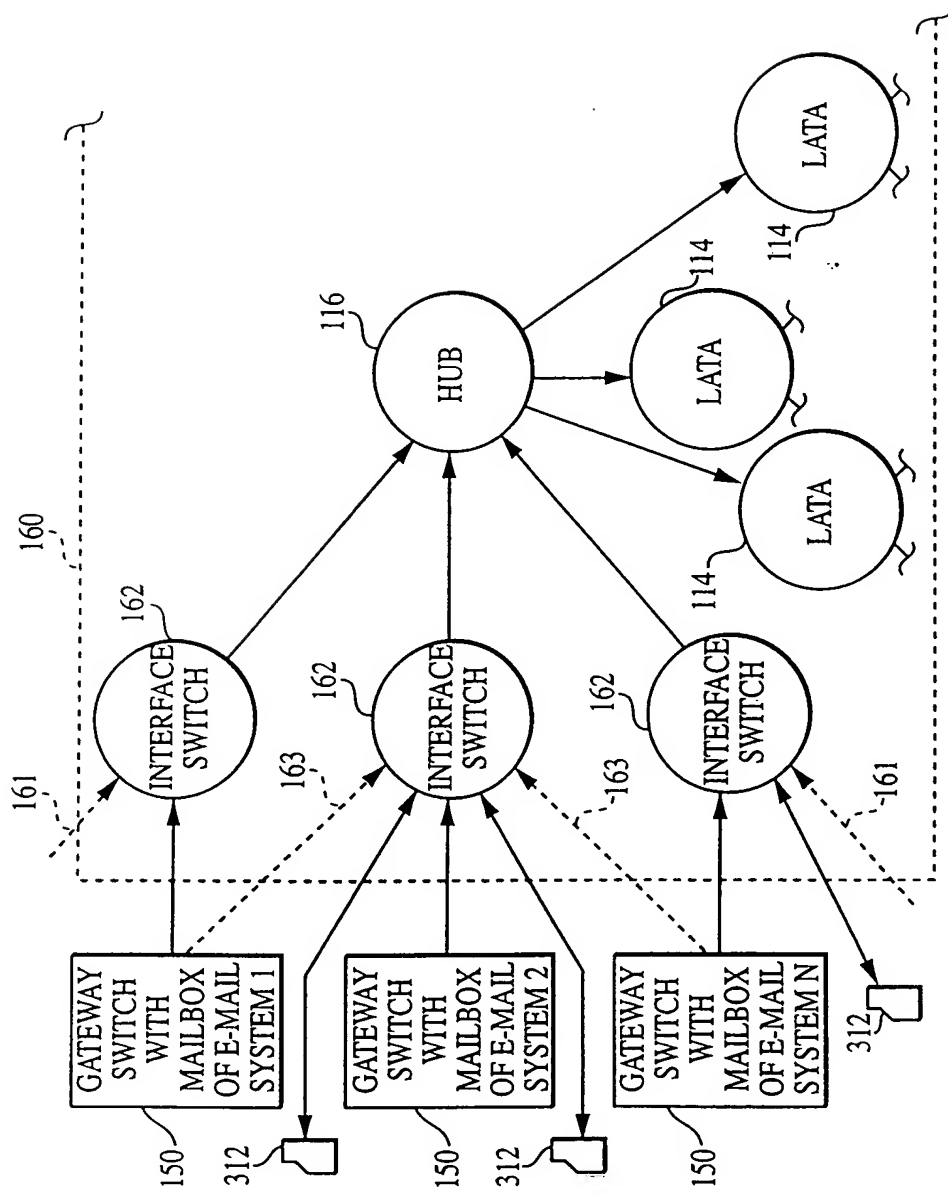 160
161
162
INTERFACE
SWITCH
116
HUB
GATEWAY
SWITCH
WITH
MAILBOX
OF E-MAIL
SYSTEM 1
150
163
162
INTERFACE
SWITCH
114
LATA
114
LATA
114
LATA
312
GATEWAY
SWITCH
WITH
MAILBOX
OF E-MAIL
SYSTEM 2
150
163
162
INTERFACE
SWITCH
161
312
GATEWAY
SWITCH
WITH
MAILBOX
OF E-MAIL
SYSTEM N
150
312